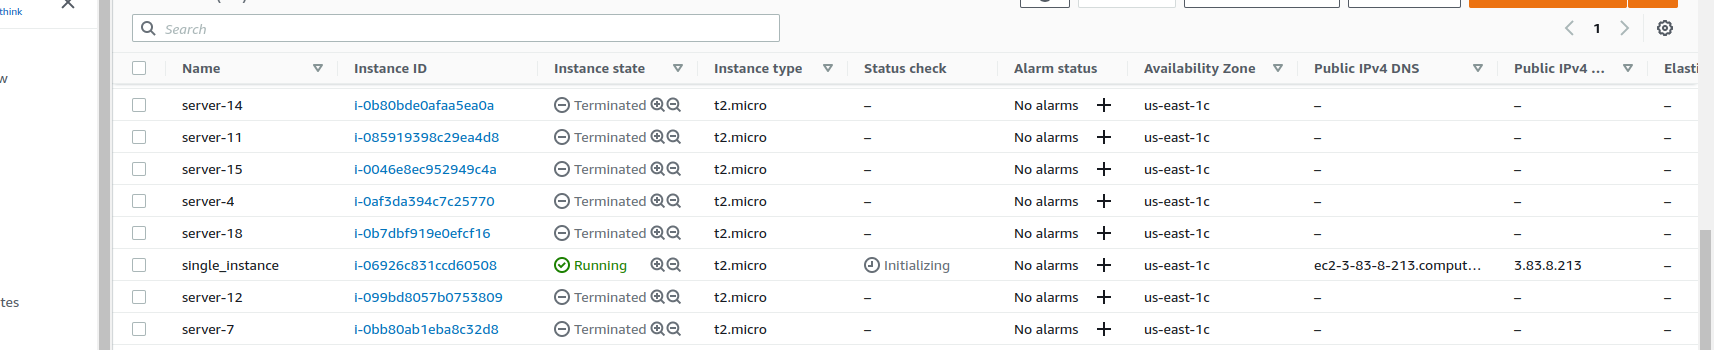 think
Search
1
Name Instance ID Instance state Instance type Status check Alarm status Availability Zone Public IPv4 DNS Public IPv4 ... Elasti
server-14 i-0b80bde0afaa5ea0a Terminated t2.micro – No alarms + us-east-1c – – –
w
server-11 i-085919398c29ea4d8 Terminated t2.micro – No alarms + us-east-1c – – –
server-15 i-0046e8ec952949c4a Terminated t2.micro – No alarms + us-east-1c – – –
server-4 i-0af3da394c7c25770 Terminated t2.micro – No alarms + us-east-1c – – –
server-18 i-0b7dbf919e0efcf16 Terminated t2.micro – No alarms + us-east-1c – – –
single_instance i-06926c831ccd60508 Running t2.micro Initializing No alarms + us-east-1c ec2-3-83-8-213.comput... 3.83.8.213 –
tes
server-12 i-099bd8057b0753809 Terminated t2.micro – No alarms + us-east-1c – – –
server-7 i-0bb80ab1eba8c32d8 Terminated t2.micro – No alarms + us-east-1c – – –